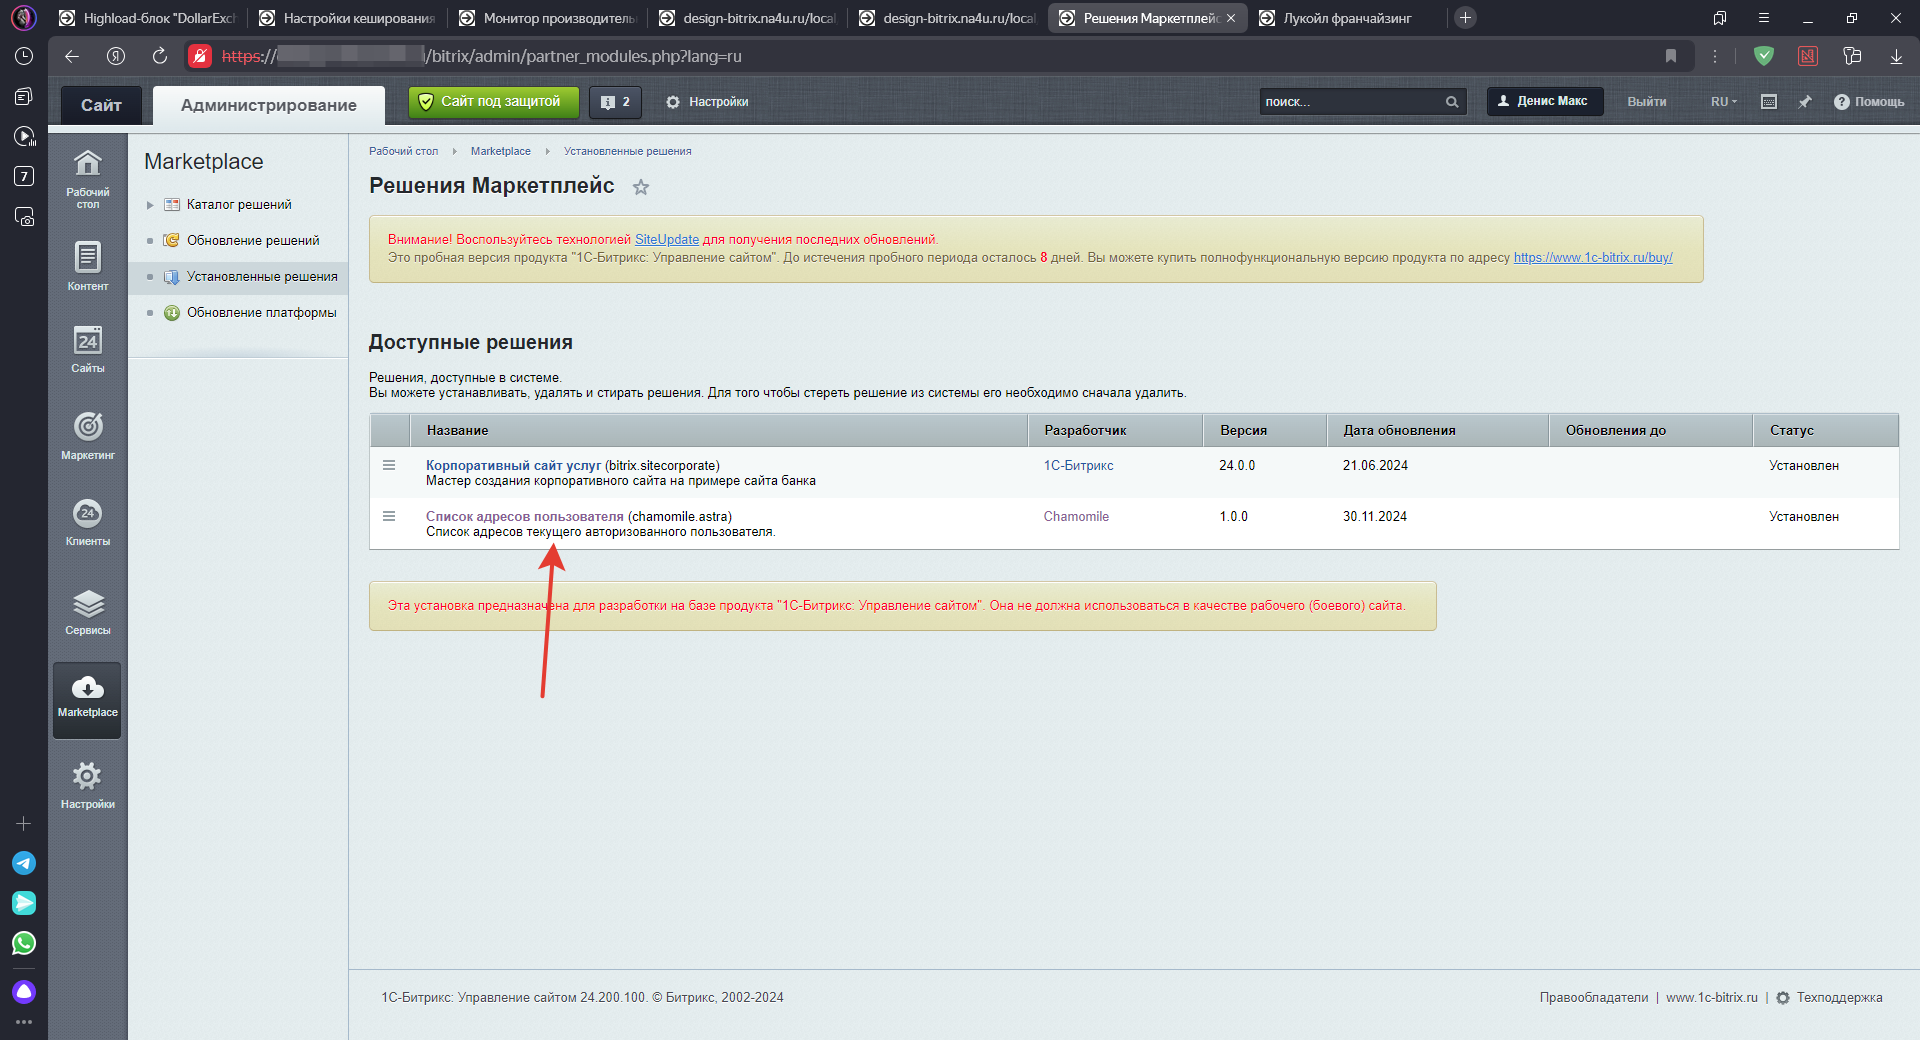 Highload-блок "DollarExch
Настройки кеширования
Монитор производитель
design-bitrix.na4u.ru/local
design-bitrix.na4u.ru/local
Решения Маркетплейс
Лукойл франчайзинг
https://
/bitrix/admin/partner_modules.php?lang=ru
7
Сайт
Администрирование
Сайт под защитой
2
Настройки
поиск...
Денис Макс
Выйти
RU
Помощь
Рабочий стол
Контент
24
Сайты
Маркетинг
24
Клиенты
Сервисы
Marketplace
Настройки
Marketplace
Каталог решений
Обновление решений
Установленные решения
Обновление платформы
Рабочий стол
Marketplace
Установленные решения
Решения Маркетплейс
Внимание! Воспользуйтесь технологией SiteUpdate для получения последних обновлений.
Это пробная версия продукта "1С-Битрикс: Управление сайтом". До истечения пробного периода осталось 8 дней. Вы можете купить полнофункциональную версию продукта по адресу https://www.1c-bitrix.ru/buy/
Доступные решения
Решения, доступные в системе.
Вы можете устанавливать, удалять и стирать решения. Для того чтобы стереть решение из системы его необходимо сначала удалить.
Название Разработчик Версия Дата обновления Обновления до Статус
Корпоративный сайт услуг (bitrix.sitecorporate) 1С-Битрикс 24.0.0 21.06.2024 Установлен
Мастер создания корпоративного сайта на примере сайта банка
Список адресов пользователя (chamomile.astra) Chamomile 1.0.0 30.11.2024 Установлен
Список адресов текущего авторизованного пользователя.
Эта установка предназначена для разработки на базе продукта "1С-Битрикс: Управление сайтом". Она не должна использоваться в качестве рабочего (боевого) сайта.
1С-Битрикс: Управление сайтом 24.200.100. © Битрикс, 2002-2024
Правообладатели | www.1c-bitrix.ru | Техподдержка